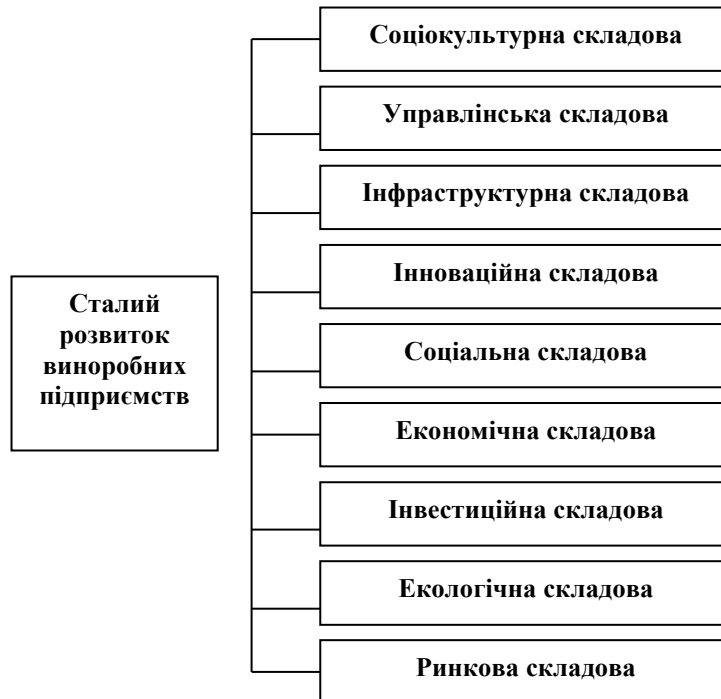 Соціокультурна складова
Управлінська складова
Інфраструктурна складова
Інноваційна складова
Сталий
розвиток
виноробних
підприємств
Соціальна складова
Економічна складова
Інвестиційна складова
Екологічна складова
Ринкова складова